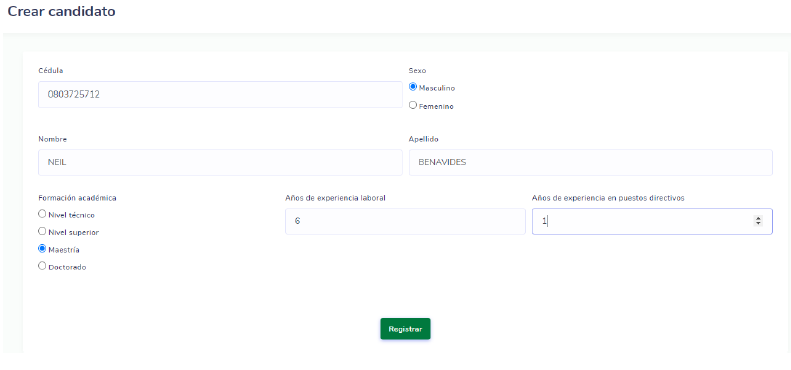 Crear candidato
Cédula
Sexo
0803725712
Masculino
Femenino
Nombre
Apellido
NEIL
BENAVIDES
Formación académica
Años de experiencia laboral
Años de experiencia en puestos directivos
Nivel técnico
6
1
Nivel superior
Maestría
Doctorado
Registrar